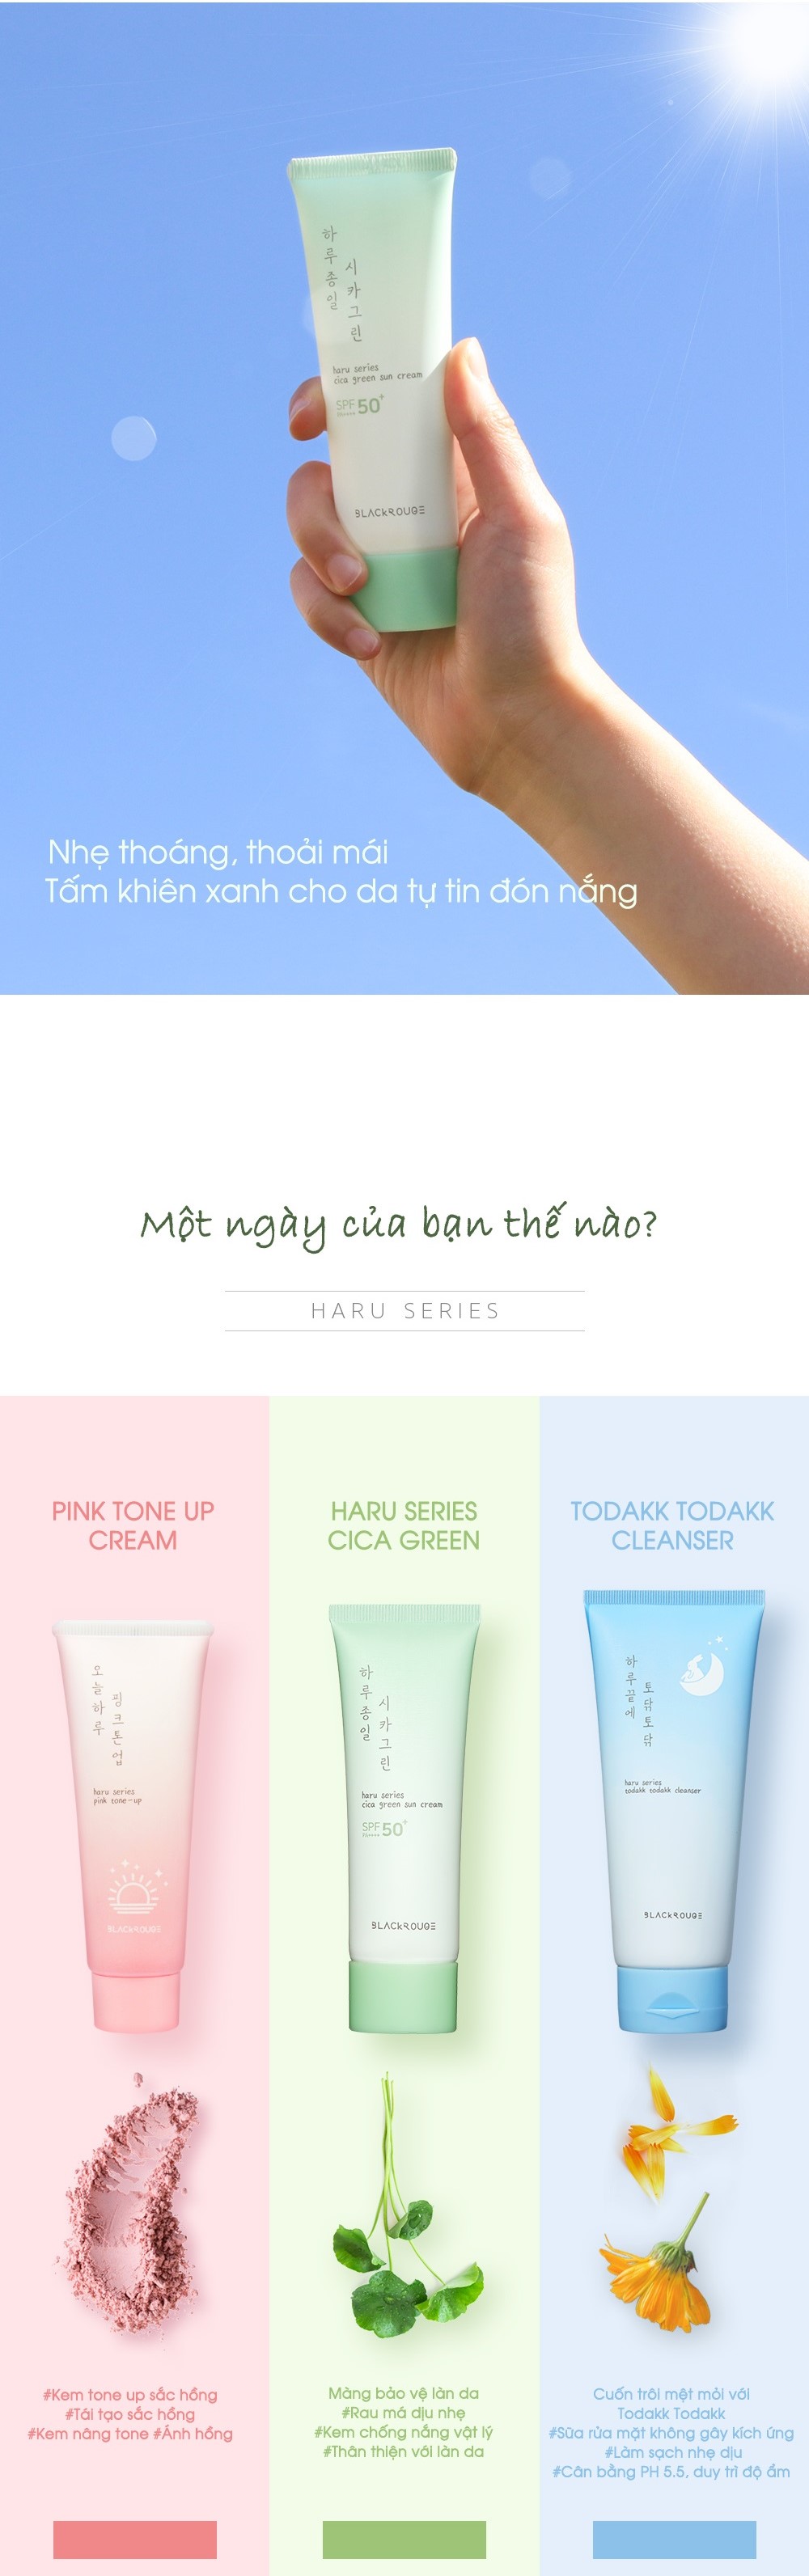 하루종일
시카그린
haru series
cica green sun cream
SPF 50+
BLACKROUGE
Nhẹ thoáng, thoải mái
Tấm khiên xanh cho da tự tin đón nắng
Một ngày của bạn thế nào?
HARU SERIES
PINK TONE UP
CREAM
오늘하루
핑크톤업
haru series
pink tone-up
BLACKROUGE
#Kem tone up sắc hồng
#Tái tạo sắc hồng
#Kem nâng tone #Ánh hồng
HARU SERIES
CICA GREEN
하루종일
시카그린
haru series
cica green sun cream
SPF 50+
BLACKROUGE
Màng bảo vệ làn da
#Rau má dịu nhẹ
#Kem chống nắng vật lý
#Thân thiện với làn da
TODAKK TODAKK
CLEANSER
하루끝에
토닭토닭
haru series
todakk todakk cleanser
BLACKROUGE
Cuốn trôi mệt mỏi với
Todakk Todakk
#Sữa rửa mặt không gây kích ứng
#Làm sạch nhẹ dịu
#Cân bằng PH 5.5, duy trì độ ẩm